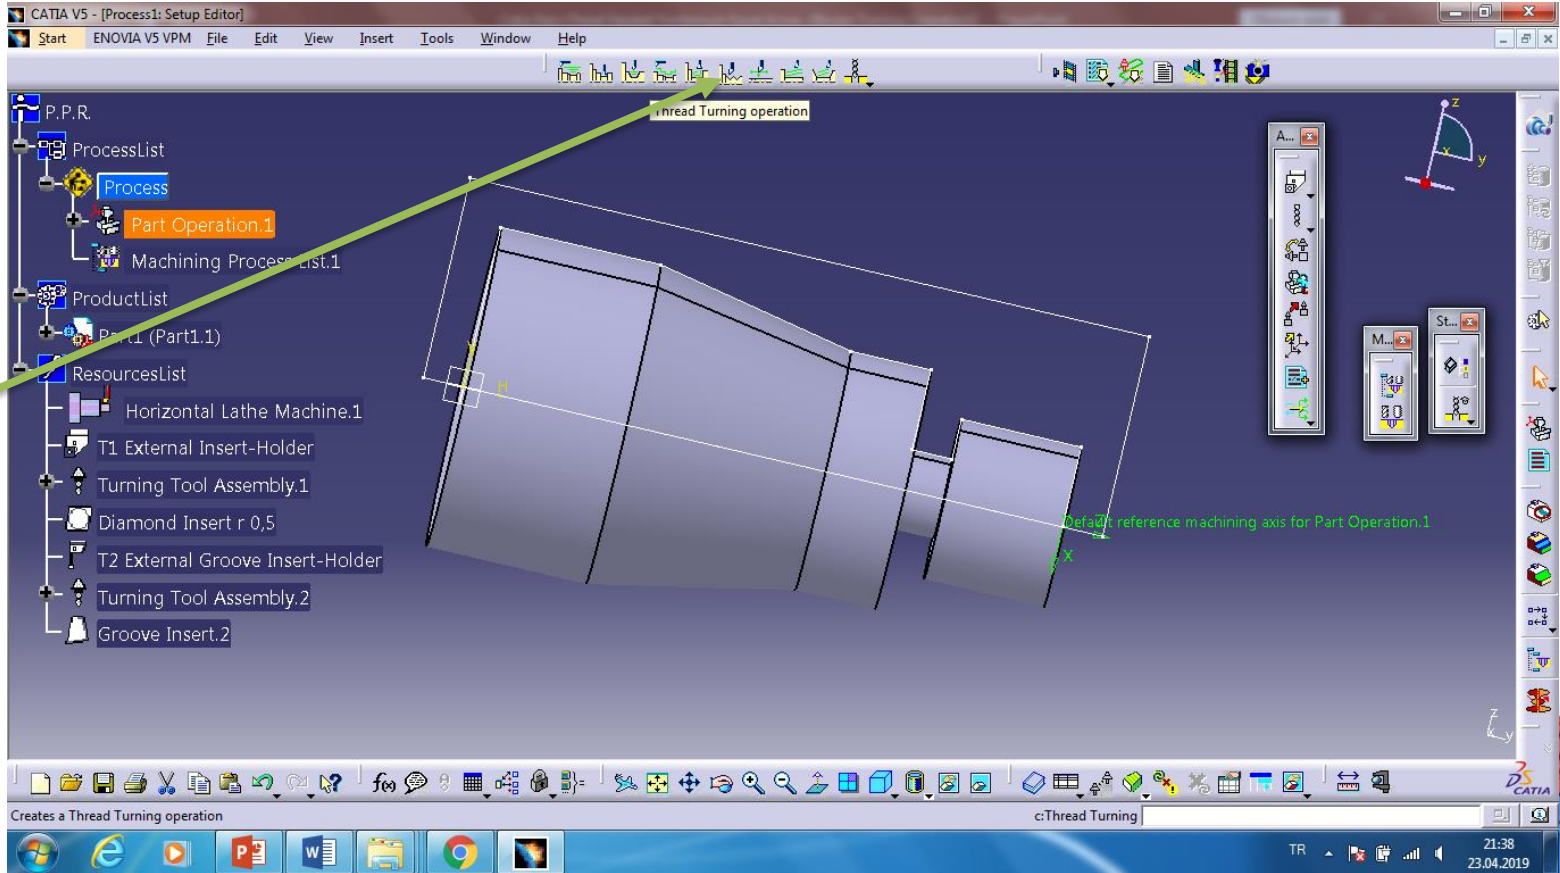 CATIA V5 - [Process1: Setup Editor]
Start ENOVIA V5 VPM File Edit View Insert Tools Window Help
Thread Turning operation
P.P.R.
ProcessList
Process
Part Operation.1
Machining Process List.1
ProductList
Part1 (Part1.1)
ResourcesList
Horizontal Lathe Machine.1
T1 External Insert-Holder
Turning Tool Assembly.1
Diamond Insert r 0,5
T2 External Groove Insert-Holder
Turning Tool Assembly.2
Groove Insert.2
A...
M...
St...
z
x
y
V
H
Default reference machining axis for Part Operation.1
Z
X
z
x
y
f(x)
DS CATIA
Creates a Thread Turning operation
c:Thread Turning
TR
21:38
23.04.2019